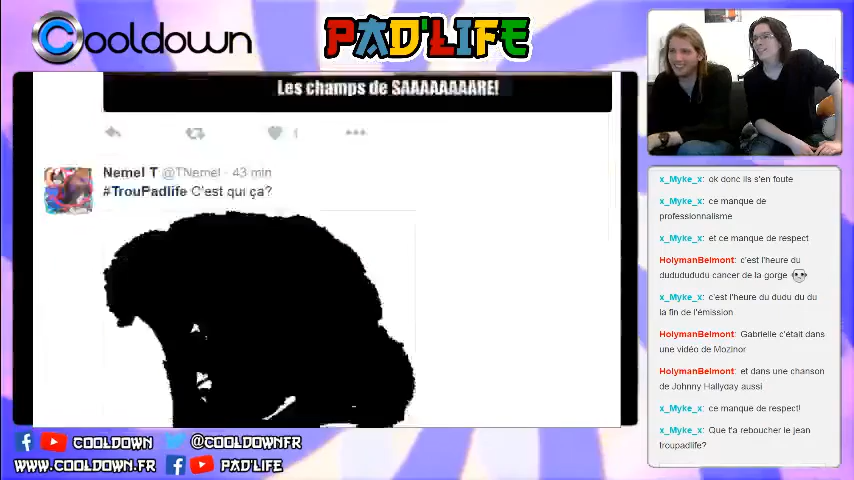 Cooldown
PAD'LIFE
Les champs de SAAAAAAAARE!
Nemel T @TNemel · 43 min
#TrouPadlife C'est qui ça?
x_Myke_x: ok donc ils s'en foute
x_Myke_x: ce manque de
professionnalisme
x_Myke_x: et ce manque de respect
HolymanBelmont: c'est l'heure du
dudududududu cancer de la gorge
x_Myke_x: c'est l'heure du dudu du du
du la fin de l'émission
HolymanBelmont: Gabrielle c'était dans
une vidéo de Mozinor
HolymanBelmont: et dans une chanson
de Johnny Hallyday aussi
x_Myke_x: ce manque de respect!
x_Myke_x: Que t'a reboucher le jean
troupadlife?
COOLDOWN @COOLDOWNFR
WWW.COOLDOWN.FR PAD'LIFE